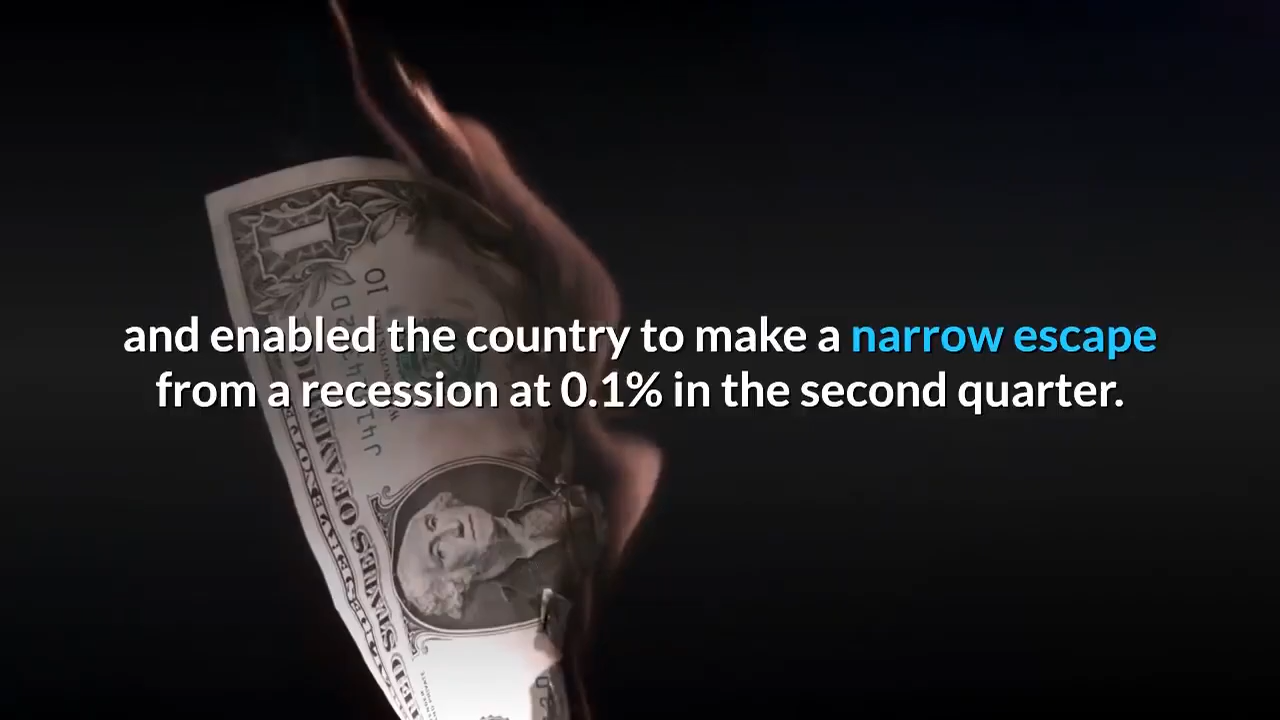 and enabled the country to make a narrow escape
from a recession at 0.1% in the second quarter.